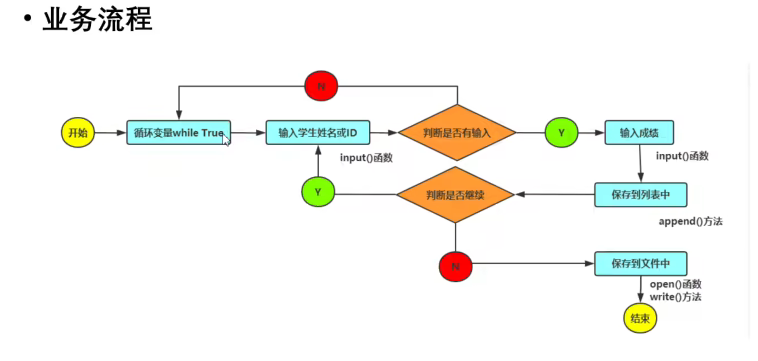 • 业务流程
N
开始
循环变量while True
输入学生姓名或ID
判断是否有输入
Y
输入成绩
input()函数
input()函数
Y
判断是否继续
保存到列表中
append()方法
N
保存到文件中
open()函数
write()方法
结束